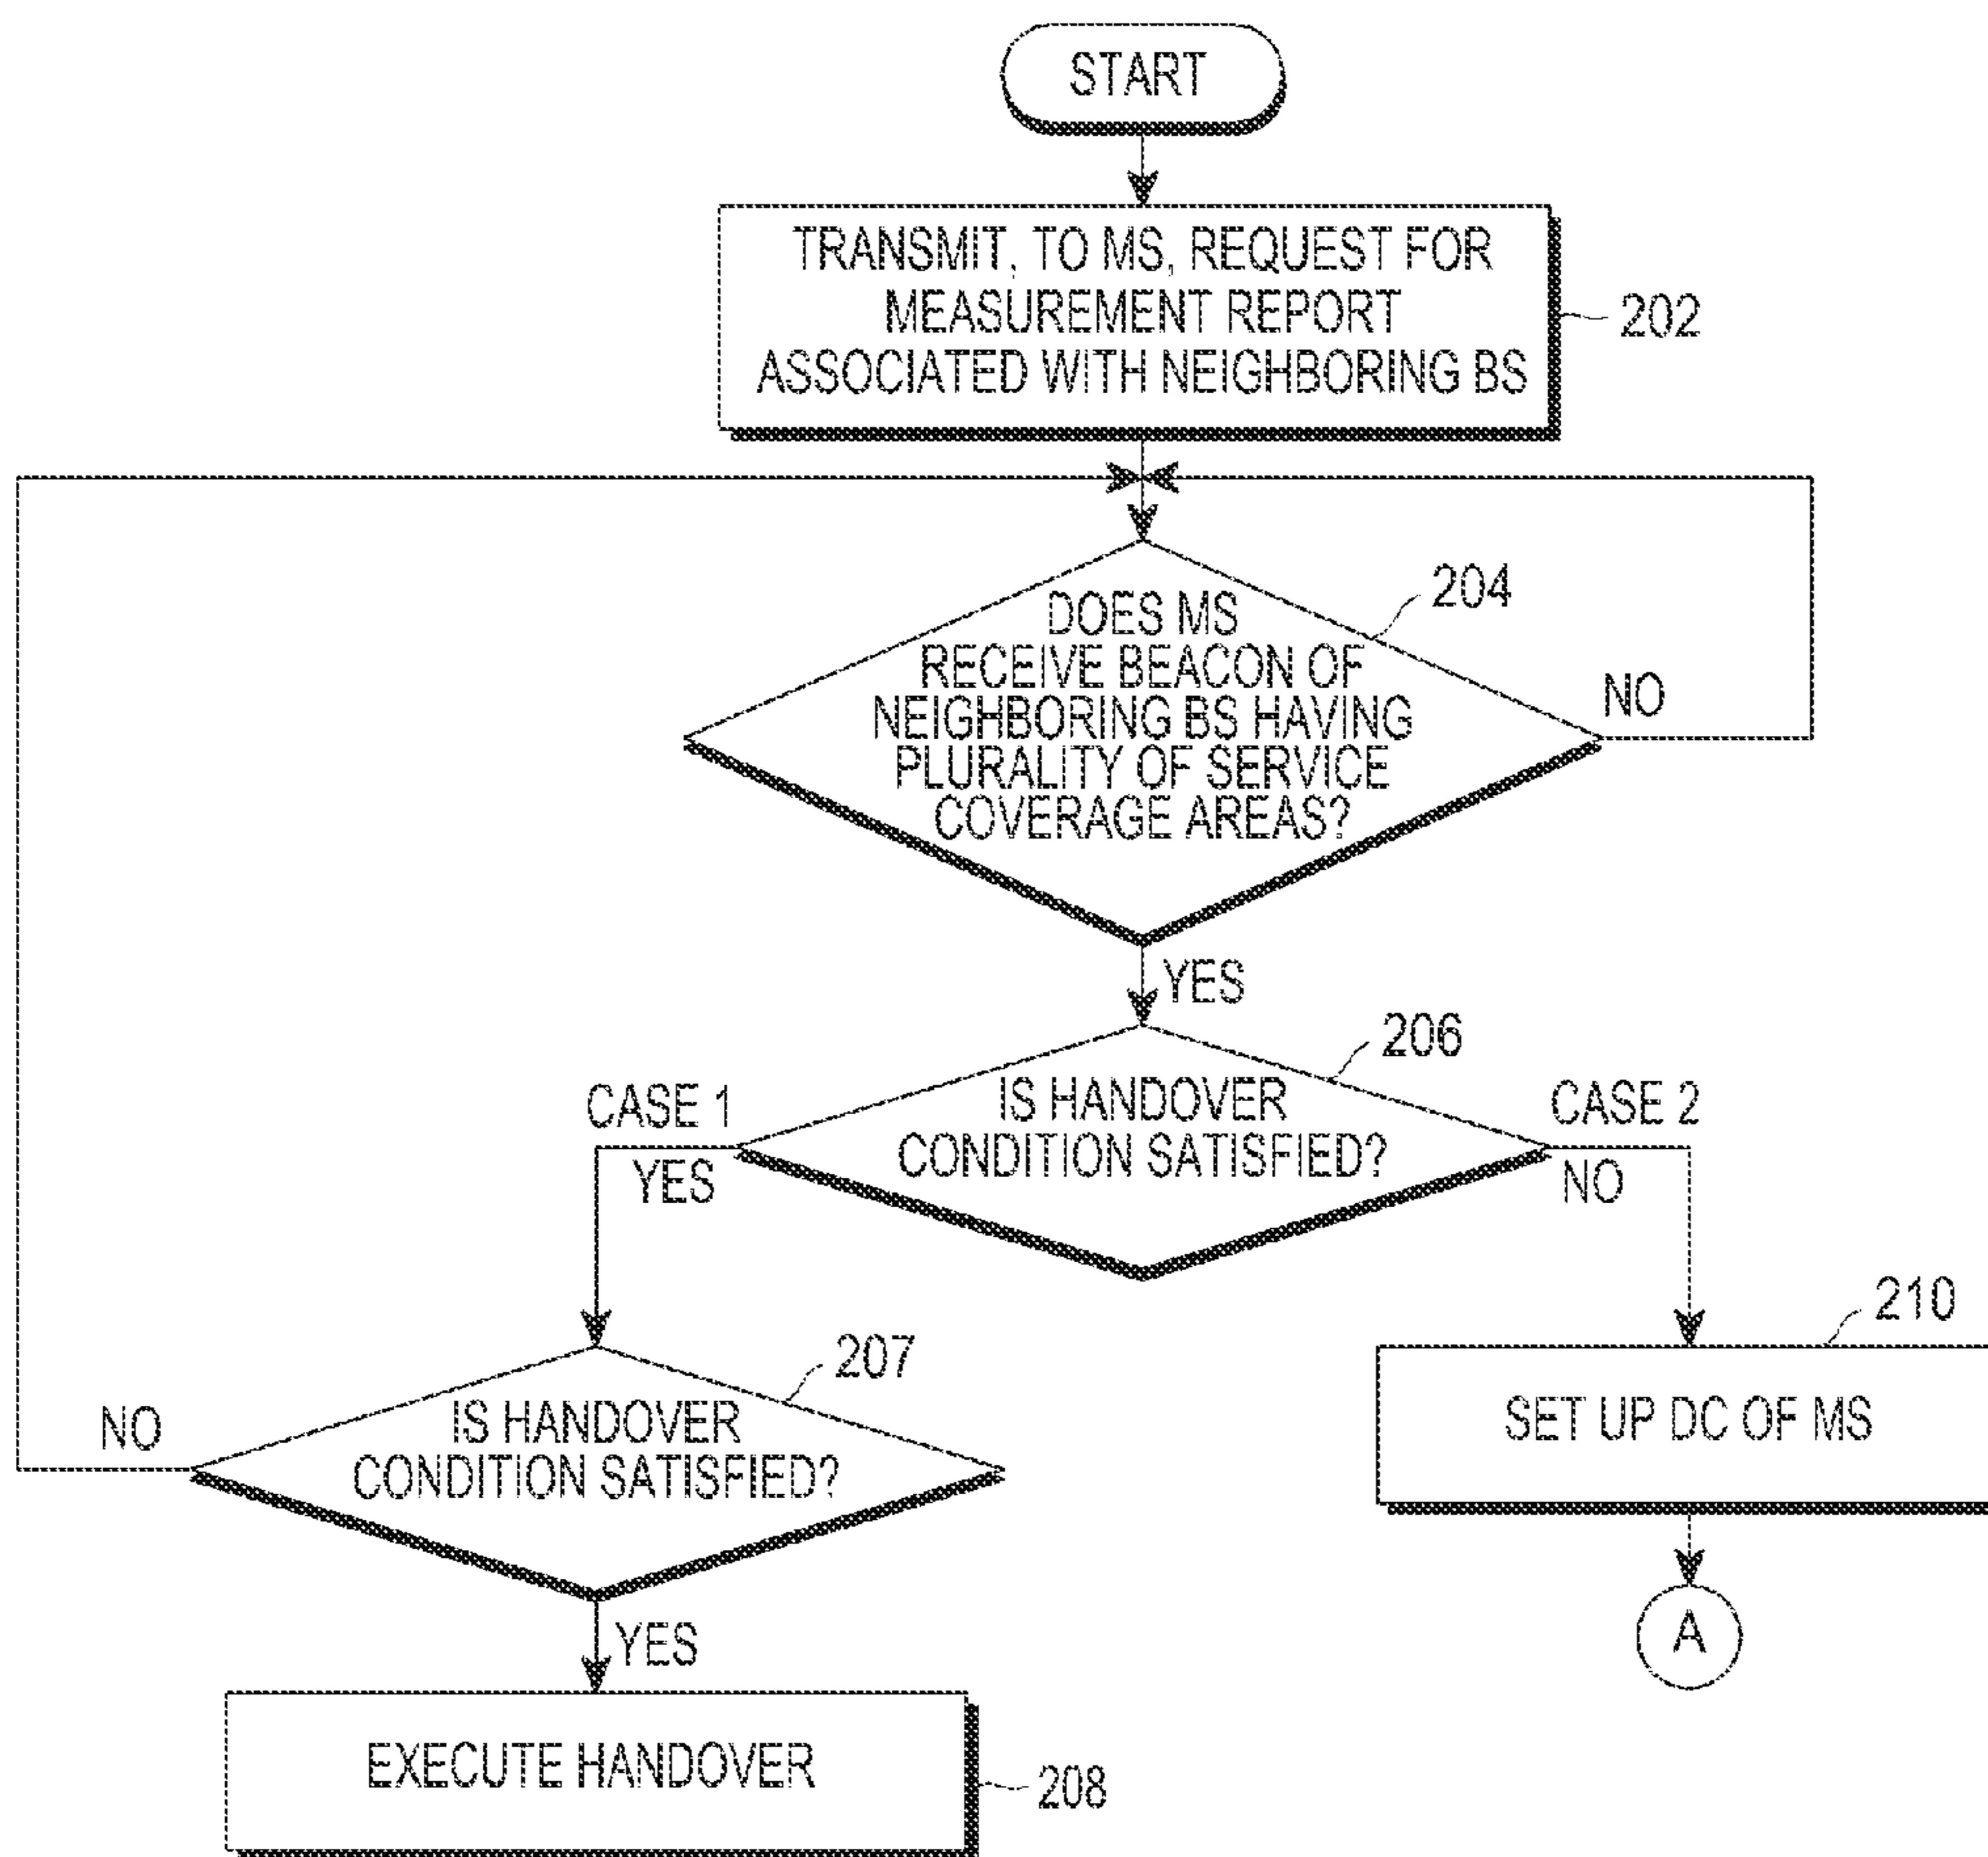 START
TRANSMIT, TO MS, REQUEST FOR
MEASUREMENT REPORT
ASSOCIATED WITH NEIGHBORING BS
202
204
DOES MS
RECEIVE BEACON OF
NEIGHBORING BS HAVING
PLURALITY OF SERVICE
COVERAGE AREAS?
NO
YES
206
CASE 1
YES
IS HANDOVER
CONDITION SATISFIED?
CASE 2
NO
207
NO
IS HANDOVER
CONDITION SATISFIED?
210
SET UP DC OF MS
YES
A
EXECUTE HANDOVER
208